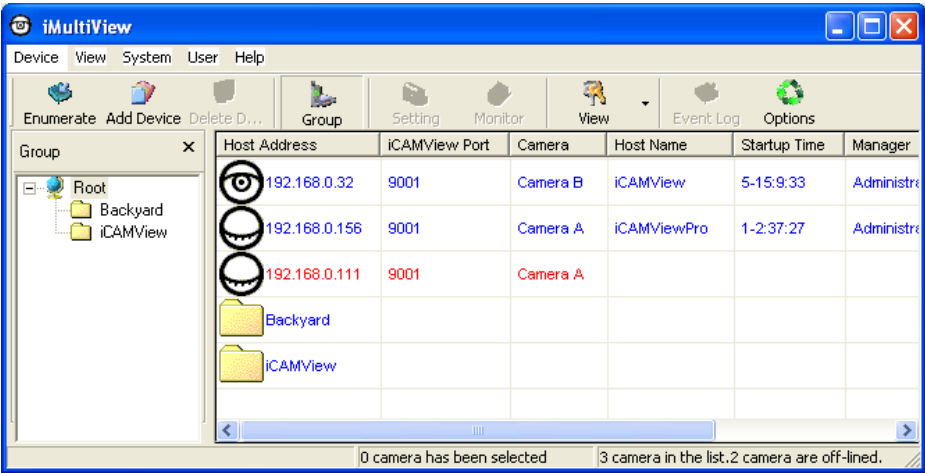 iMultiView
Device View System User Help
Enumerate Add Device Delete D... Group Setting Monitor View Event Log Options
Group
Root
Backyard
iCAMView
Host Address iCAMView Port Camera Host Name Startup Time Manager
192.168.0.32 9001 Camera B iCAMView 5-15:9:33 Administra
192.168.0.156 9001 Camera A iCAMViewPro 1-2:37:27 Administra
192.168.0.111 9001 Camera A
Backyard
iCAMView
0 camera has been selected 3 camera in the list.2 camera are off-lined.